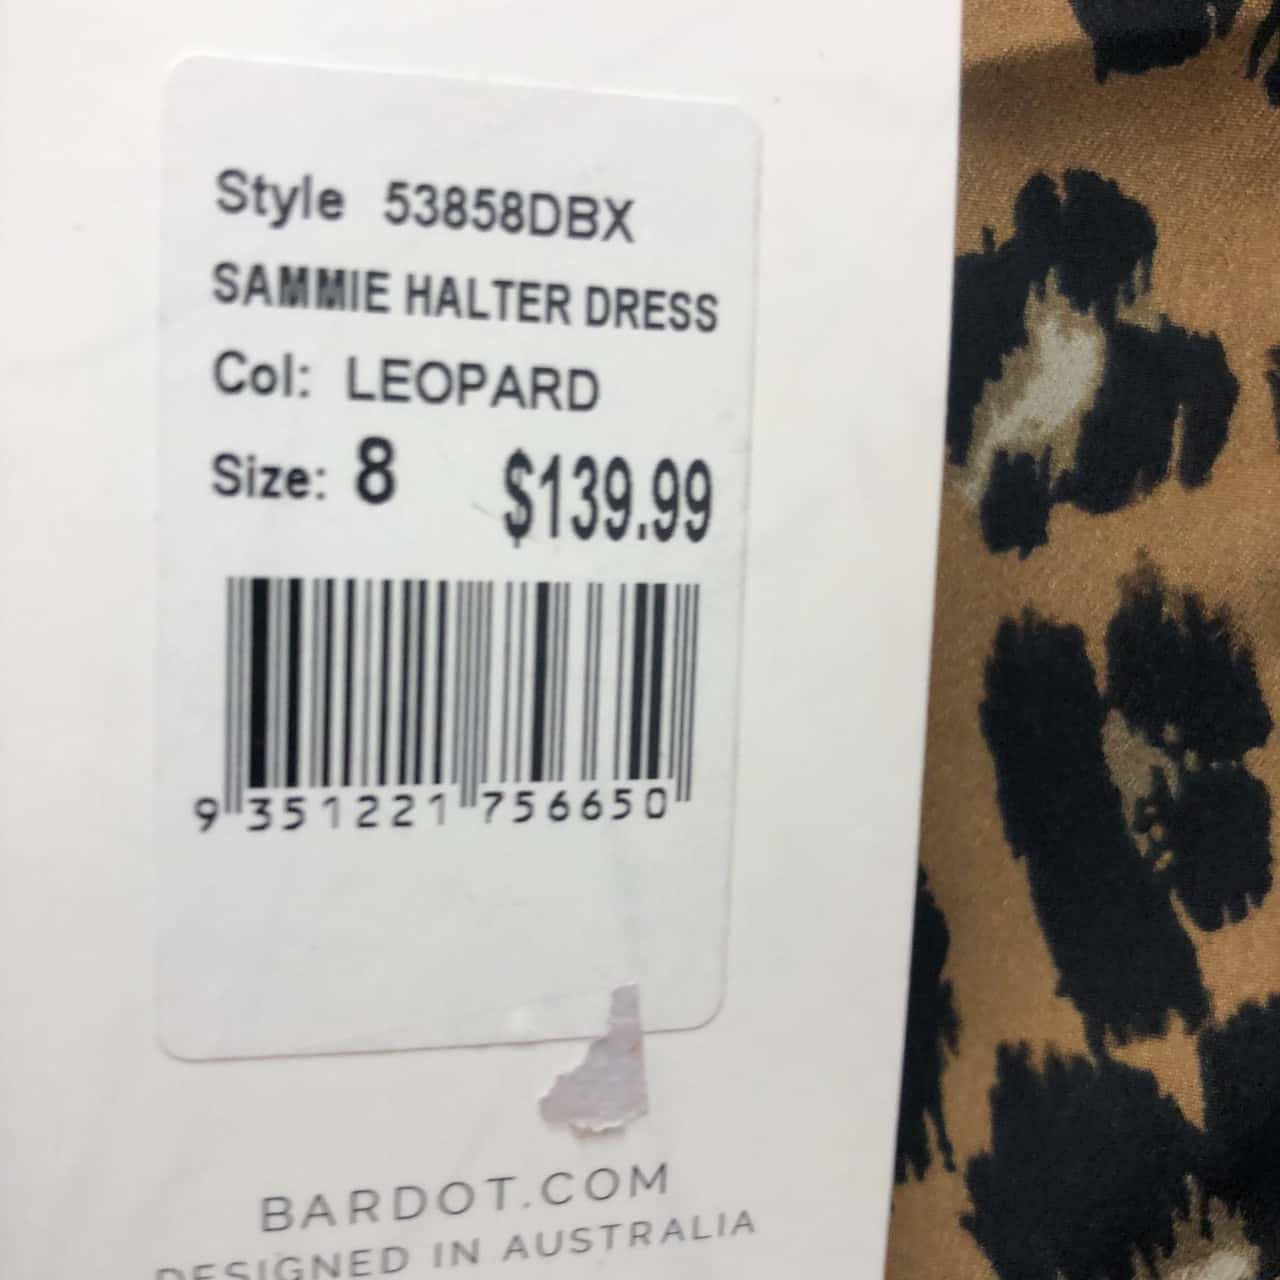 Style 53858DBX
SAMMIE HALTER DRESS
Col: LEOPARD
Size: 8 $139.99
9 351221 756650
BARDOT.COM
DESIGNED IN AUSTRALIA